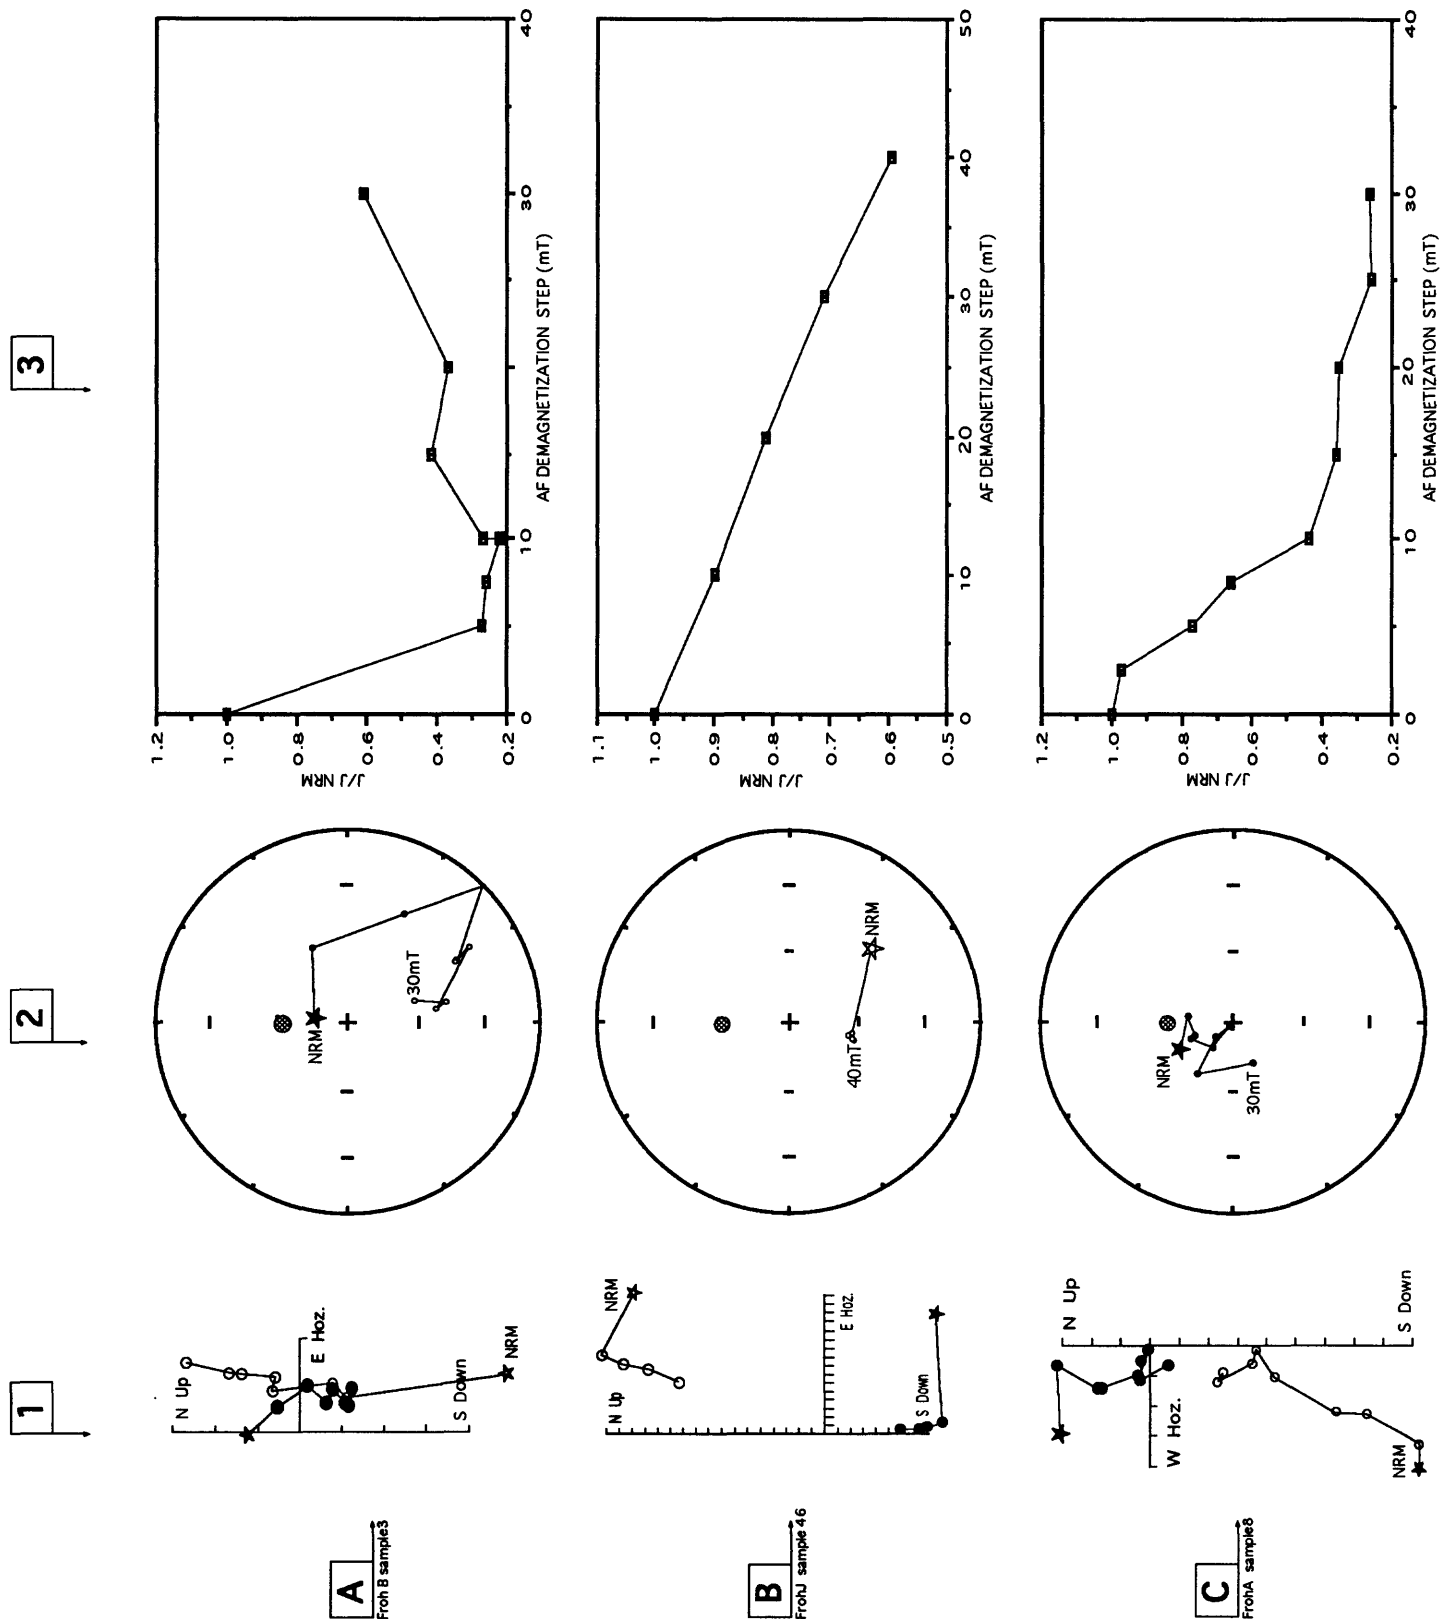 1
2
3
A
Froh B sample3
N Up
E Hoz.
S Down
NRM
NRM
30mT
1.2
1.0
0.8
0.6
0.4
0.2
J/J NRM
0
10
20
30
40
AF DEMAGNETIZATION STEP (mT)
B
FrohJ sample 46
N Up
NRM
E Hoz.
S Down
NRM
40mT
1.1
1.0
0.9
0.8
0.7
0.6
0.5
J/J NRM
0
10
20
30
40
50
AF DEMAGNETIZATION STEP (mT)
C
FrohA sample8
N Up
W Hoz.
S Down
NRM
NRM
30mT
1.2
1.0
0.8
0.6
0.4
0.2
J/J NRM
0
10
20
30
40
AF DEMAGNETIZATION STEP (mT)